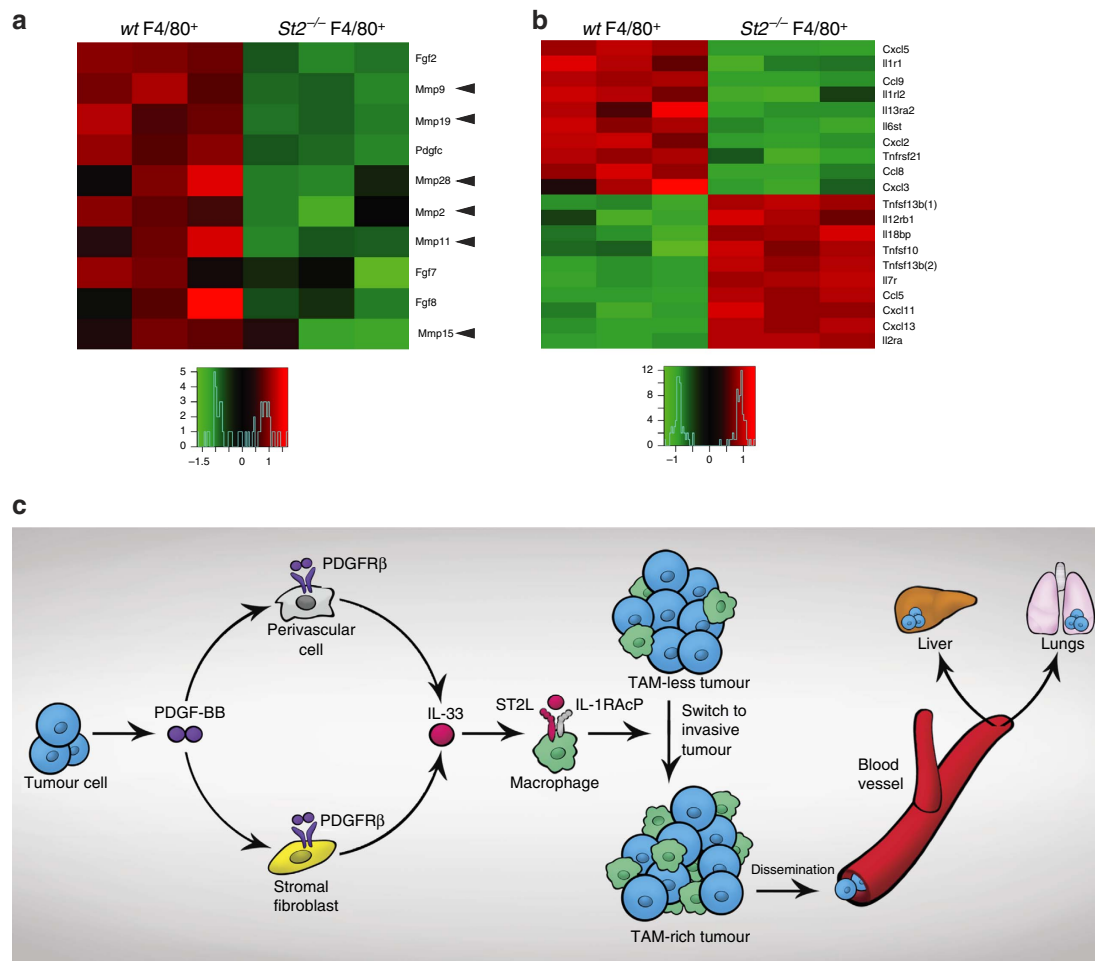 a
wt F4/80+ St2–/– F4/80+
Fgf2
Mmp9
Mmp19
Pdgfc
Mmp28
Mmp2
Mmp11
Fgf7
Fgf8
Mmp15
5
4
3
2
1
0
–1.5 0 1
b
wt F4/80+ St2–/– F4/80+
Cxcl5
Il1r1
Ccl9
Il1rl2
Il13ra2
Il6st
Cxcl2
Tnfrsf21
Ccl8
Cxcl3
Tnfsf13b(1)
Il12rb1
Il18bp
Tnfsf10
Tnfsf13b(2)
Il7r
Ccl5
Cxcl11
Cxcl13
Il2ra
12
8
4
0
–1 0 1
c
Tumour cell
PDGF-BB
PDGFRβ
Perivascular
cell
PDGFRβ
Stromal
fibroblast
IL-33
ST2L IL-1RAcP
Macrophage
TAM-less tumour
Switch to
invasive
tumour
TAM-rich tumour
Dissemination
Blood
vessel
Liver
Lungs